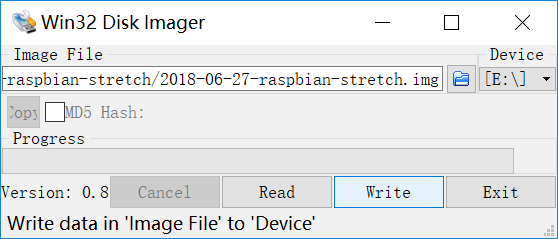 Win32 Disk Imager
Image File
Device
-raspbian-stretch/2018-06-27-raspbian-stretch.img
[E:\]
Copy
MD5 Hash:
Progress
Version: 0.8
Cancel
Read
Write
Exit
Write data in 'Image File' to 'Device'